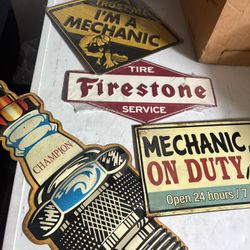 TRUST ME
I'M A
MECHANIC
TIRE
Firestone
SERVICE
CHAMPION
MECHANIC
ON DUTY
Open 24 hours / 7